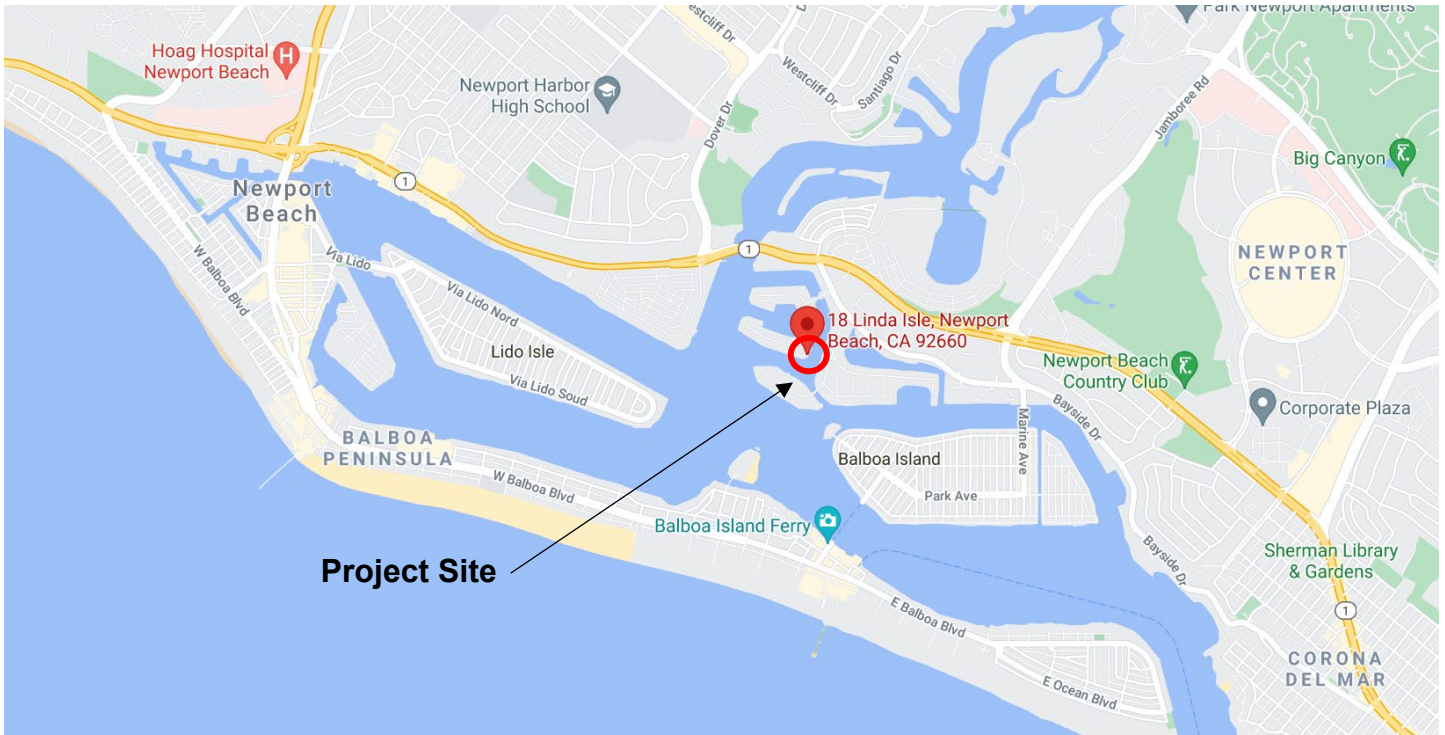 Park Newport Apartments
Westcliff Dr
Westcliff Dr
Santiago Dr
Dover Dr
Jamboree Rd
Hoag Hospital
Newport Beach
H
Newport Harbor
High School
Big Canyon
1
Newport
Beach
1
NEWPORT
CENTER
W Balboa Blvd
Via Lido
Via Lido Nord
Lido Isle
Via Lido Soud
18 Linda Isle, Newport
Beach, CA 92660
Newport Beach
Country Club
Corporate Plaza
Bayside Dr
Marine Ave
BALBOA
PENINSULA
W Balboa Blvd
Balboa Island
Park Ave
Balboa Island Ferry
Project Site
Bayside Dr
Sherman Library
& Gardens
1
E Balboa Blvd
E Ocean Blvd
CORONA
DEL MAR